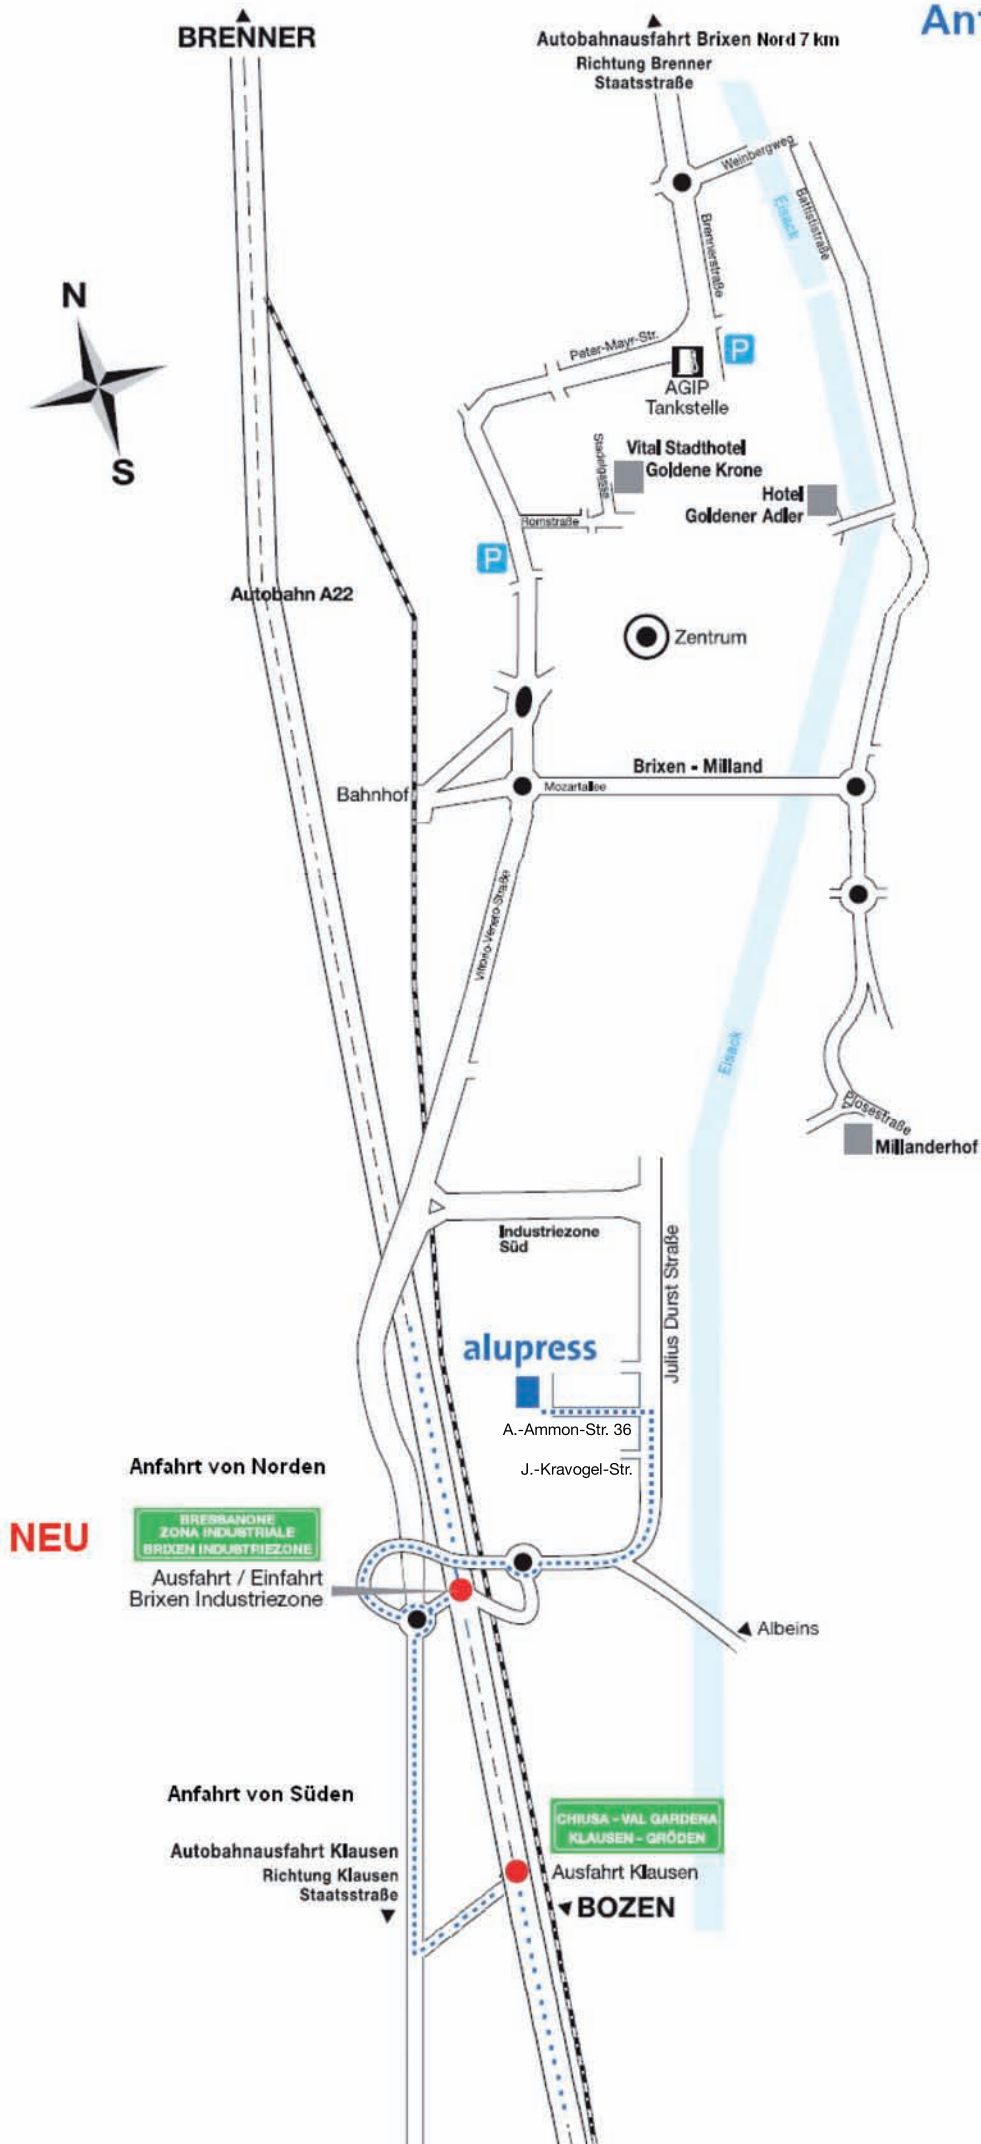 BRENNER
Autobahnausfahrt Brixen Nord 7 km
Richtung Brenner
Staatsstraße
Weinbergweg
Eisack
Battististraße
Brennerstraße
N
S
Peter-Mayr-Str.
P
AGIP
Tankstelle
Stadelgasse
Vital Stadthotel
Goldene Krone
Hotel
Goldener Adler
Romstraße
P
Autobahn A22
Zentrum
Brixen - Milland
Bahnhof
Mozartallee
Vittorio-Veneto-Straße
Eisack
Plosestraße
Millanderhof
Industriezone
Süd
Julius Durst Straße
alupress
A.-Ammon-Str. 36
J.-Kravogel-Str.
Anfahrt von Norden
NEU
BRESSANONE
ZONA INDUSTRIALE
BRIXEN INDUSTRIEZONE
Ausfahrt / Einfahrt
Brixen Industriezone
Albeins
Anfahrt von Süden
CHIUSA - VAL GARDENA
KLAUSEN - GRÖDEN
Autobahnausfahrt Klausen
Richtung Klausen
Staatsstraße
Ausfahrt Klausen
BOZEN